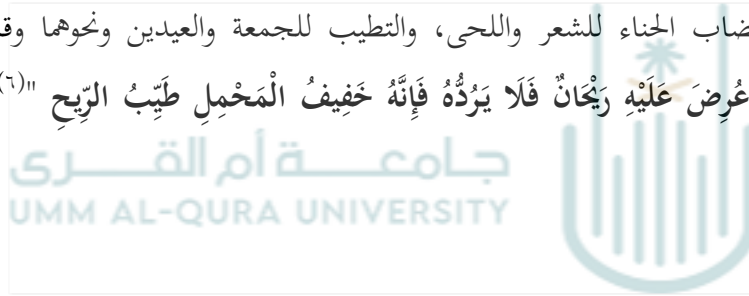 ضاب الحناء للشعر واللحى، والتطيب للجمعة والعيدين ونحوهما وق
عُرِضَ عَلَيْهِ رَيْحَانٌ فَلَا يَرُدُّهُ فَإِنَّهُ خَفِيفُ الْمَحْمِلِ طَيِّبُ الرِّيحِ "(٦)
جامعة أم القرى
UMM AL-QURA UNIVERSITY